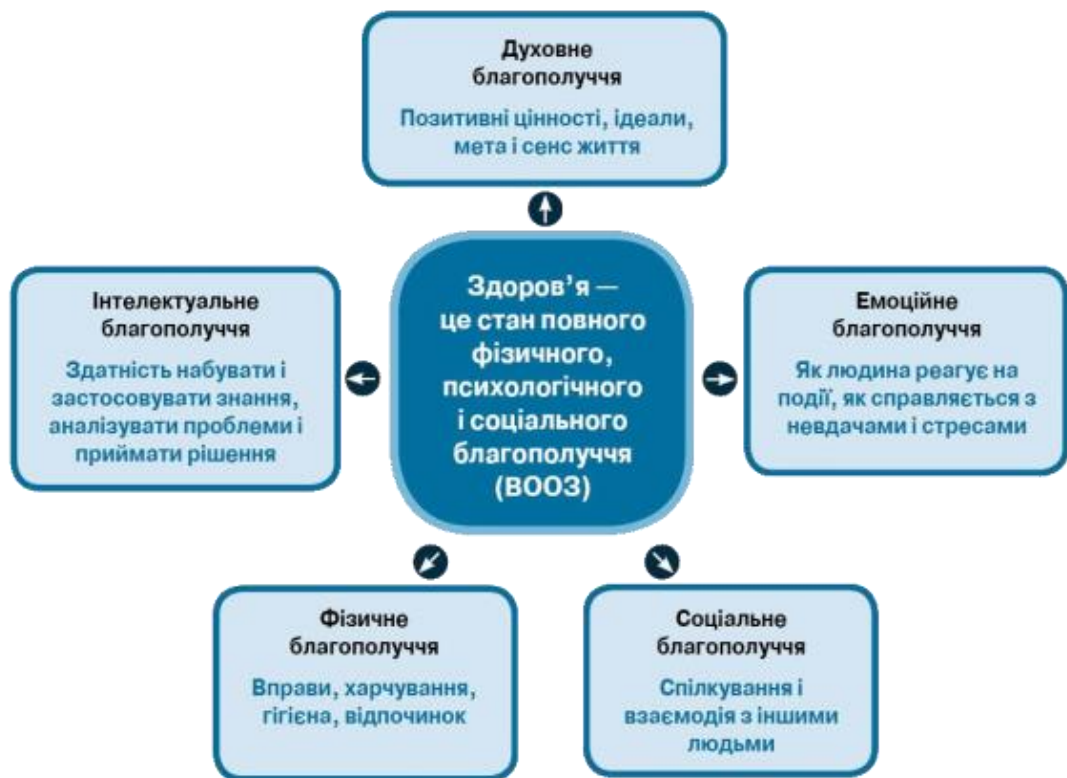 Духовне
благополуччя
Позитивні цінності, ідеали,
мета і сенс життя
Інтелектуальне
благополуччя
Здатність набувати і
застосовувати знання,
аналізувати проблеми і
приймати рішення
Здоров’я —
це стан повного
фізичного,
психологічного
і соціального
благополуччя
(ВООЗ)
Емоційне
благополуччя
Як людина реагує на
події, як справляється з
невдачами і стресами
Фізичне
благополуччя
Вправи, харчування,
гігієна, відпочинок
Соціальне
благополуччя
Спілкування і
взаємодія з іншими
людьми